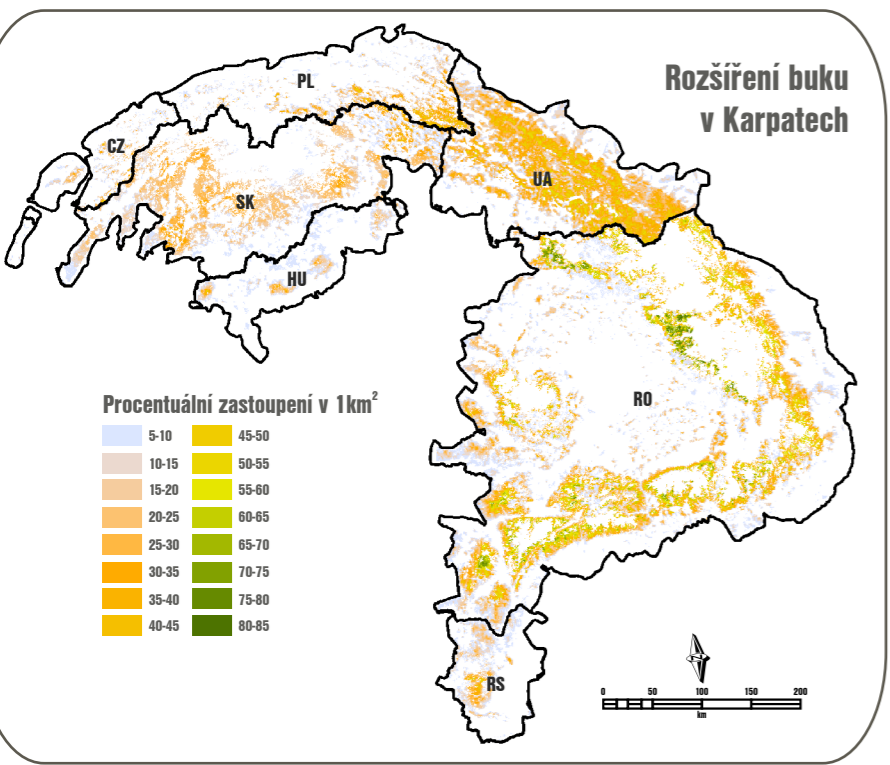 Rozšíření buku
v Karpatech
PL
CZ
SK
UA
HU
RO
RS
Procentuální zastoupení v 1km²
5-10
10-15
15-20
20-25
25-30
30-35
35-40
40-45
45-50
50-55
55-60
60-65
65-70
70-75
75-80
80-85
0 50 100 150 200
km